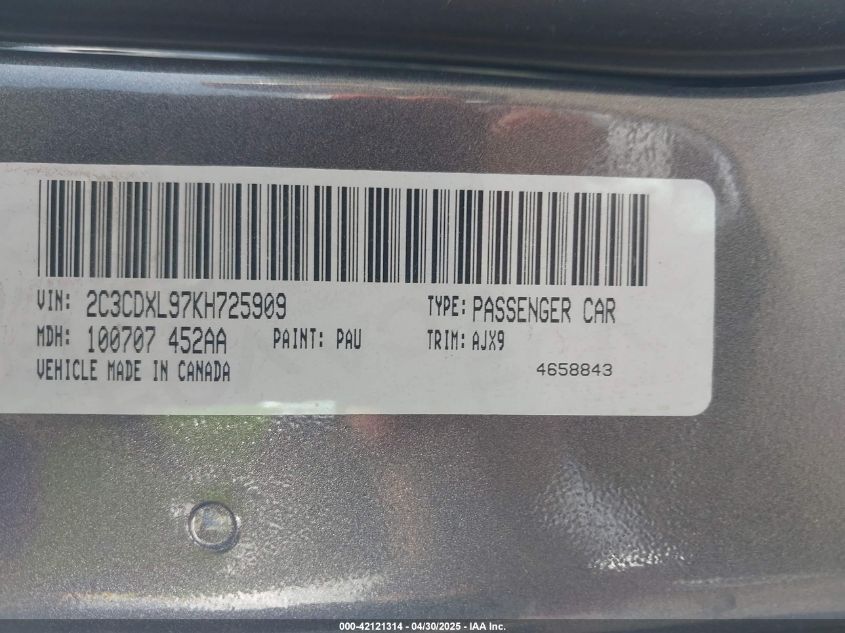 VIN: 2C3CDXL97KH725909 TYPE: PASSENGER CAR
MDH: 100707 452AA PAINT: PAU TRIM: AJX9
VEHICLE MADE IN CANADA 4658843
000-42121314 - 04/30/2025 - IAA Inc.